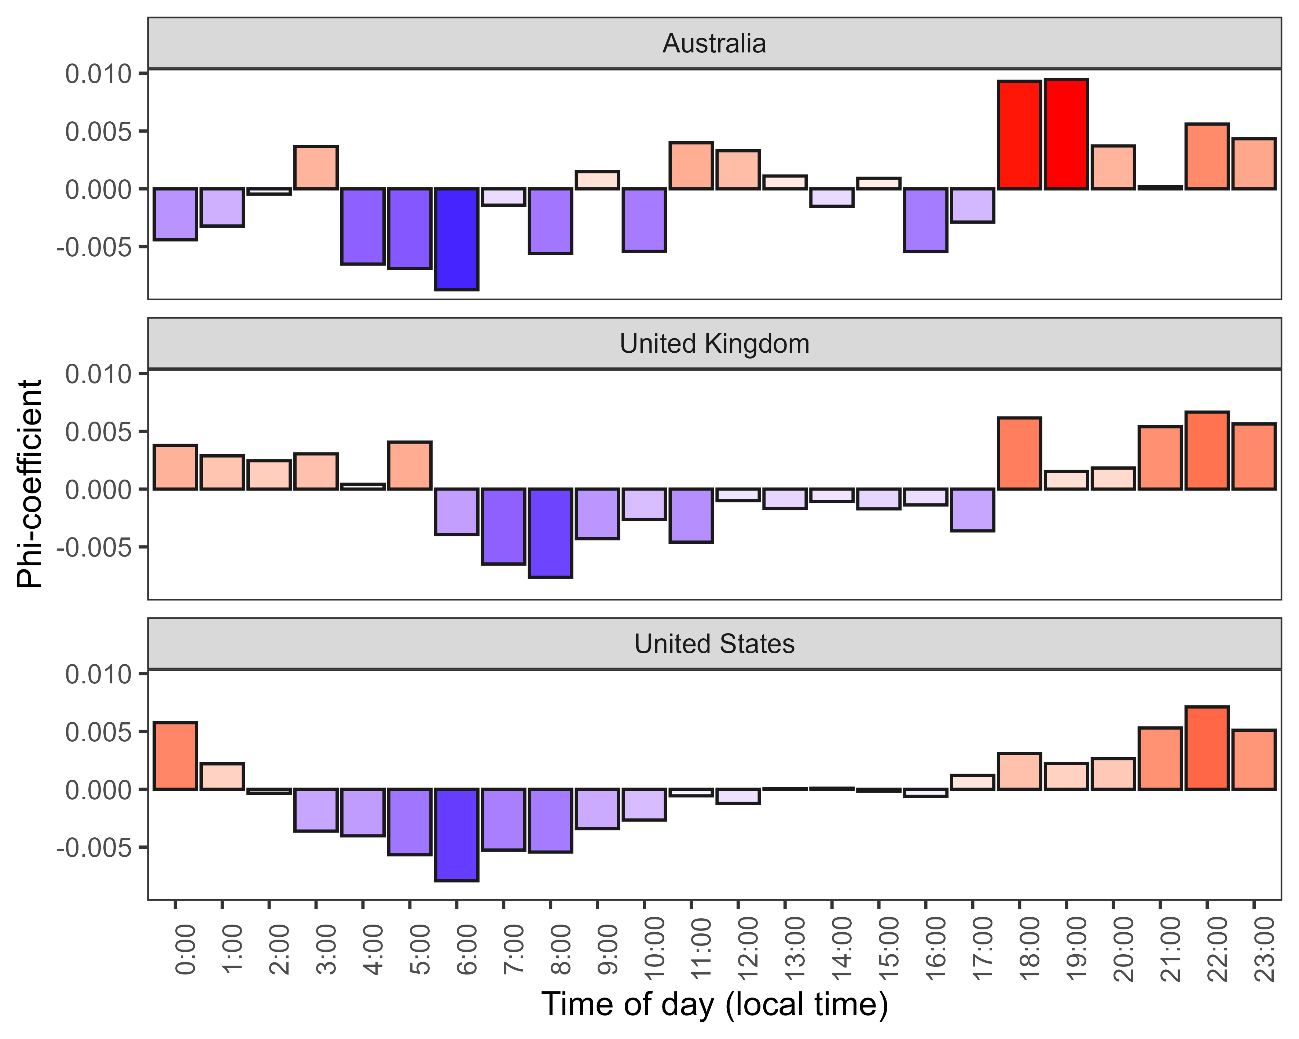 Australia
0.010
0.005
0.000
-0.005
United Kingdom
0.010
0.005
0.000
-0.005
United States
0.010
0.005
0.000
-0.005
Phi-coefficient
0:00 1:00 2:00 3:00 4:00 5:00 6:00 7:00 8:00 9:00 10:00 11:00 12:00 13:00 14:00 15:00 16:00 17:00 18:00 19:00 20:00 21:00 22:00 23:00
Time of day (local time)